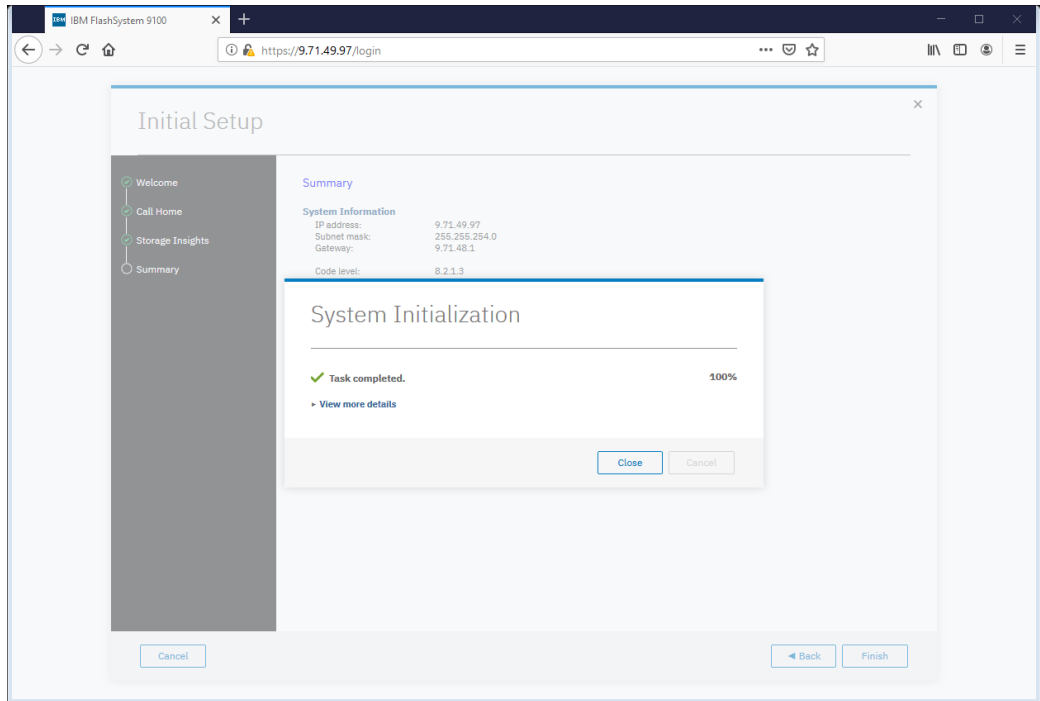 IBM IBM FlashSystem 9100
https://9.71.49.97/login
Initial Setup
Welcome
Call Home
Storage Insights
Summary
Summary
System Information
IP address: 9.71.49.97
Subnet mask: 255.255.254.0
Gateway: 9.71.48.1
Code level: 8.2.1.3
System Initialization
Task completed. 100%
View more details
Close Cancel
Cancel Back Finish